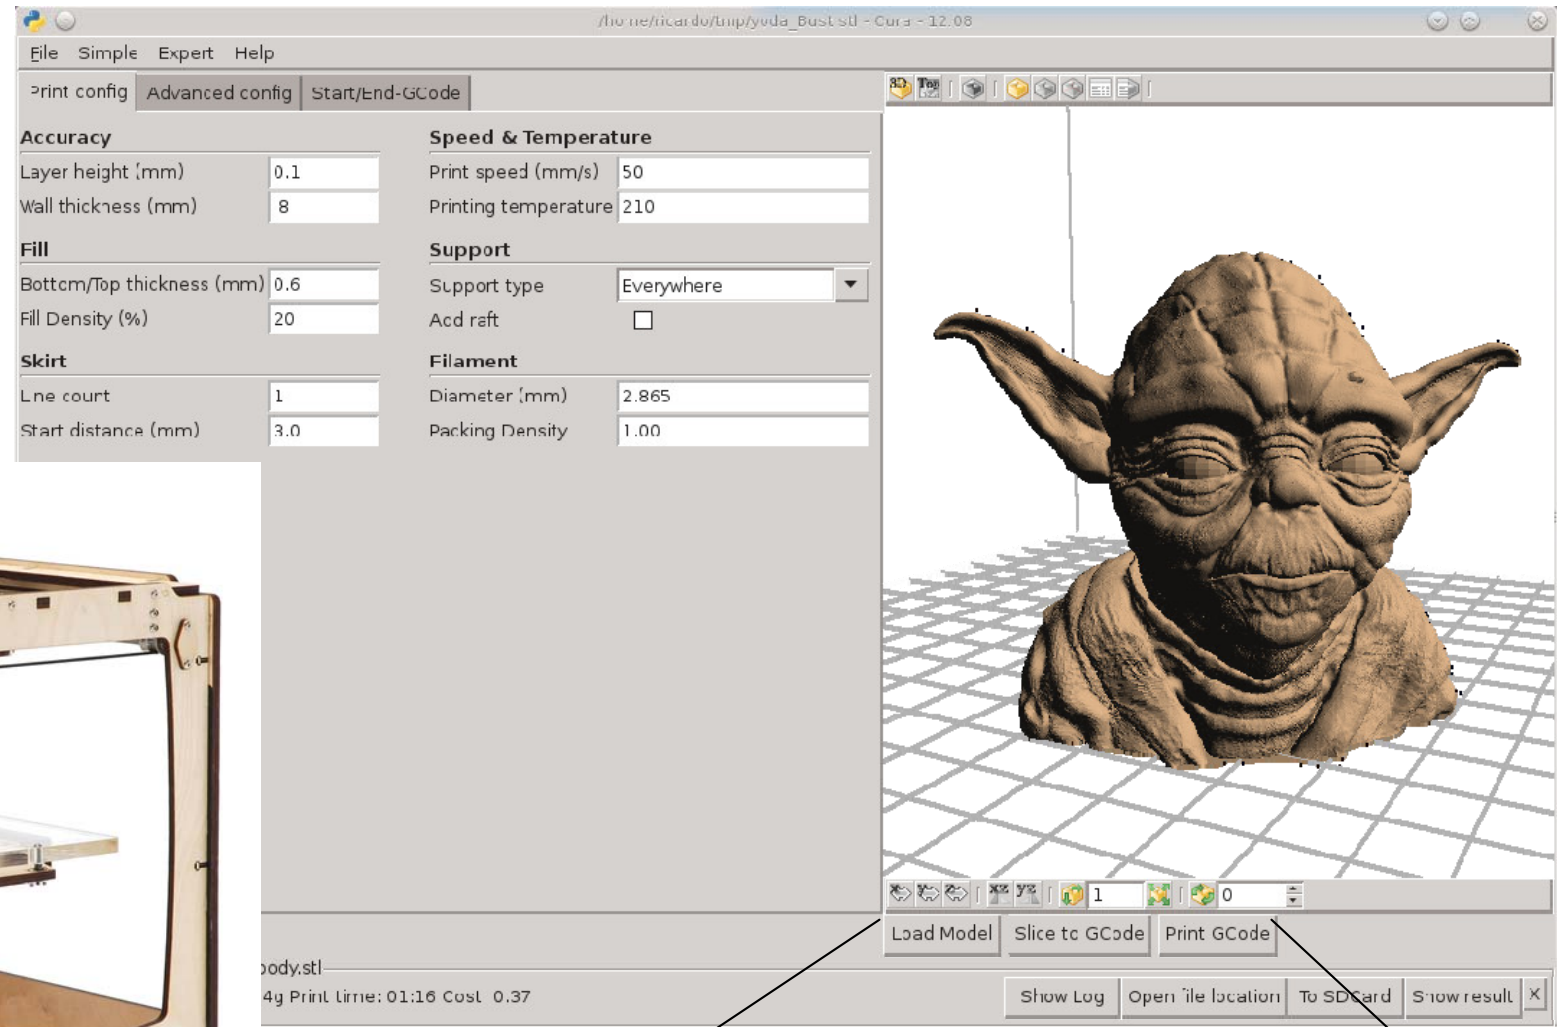 /home/ricardo/tmp/yoda_Bust.stl - Cura - 12.08
File Simple Expert Help
Print config Advanced config Start/End-GCode
3D Top
Accuracy
Layer height (mm) 0.1
Wall thickness (mm) 8
Fill
Bottom/Top thickness (mm) 0.6
Fill Density (%) 20
Skirt
Line count 1
Start distance (mm) 3.0
Speed & Temperature
Print speed (mm/s) 50
Printing temperature 210
Support
Support type Everywhere
Add raft
Filament
Diameter (mm) 2.865
Packing Density 1.00
X Y Z XZ YZ 1 0
Load Model Slice to GCode Print GCode
body.stl
4g Print time: 01:16 Cost 0.37
Show Log Open file location To SDCard Show result X